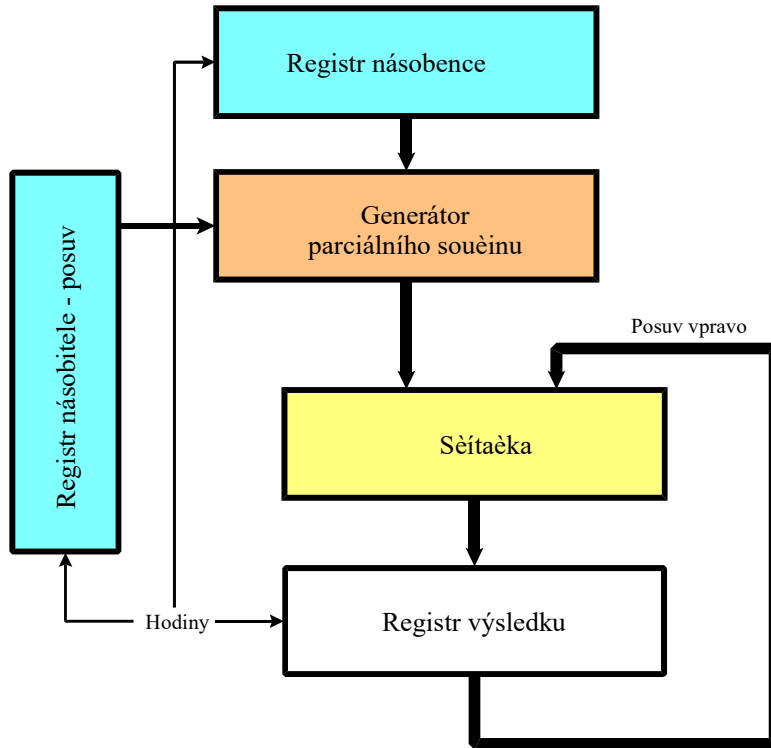 Registr násobence
Generátor
parciálního souèinu
Registr násobitele - posuv
Posuv vpravo
Sèítaèka
Hodiny
Registr výsledku